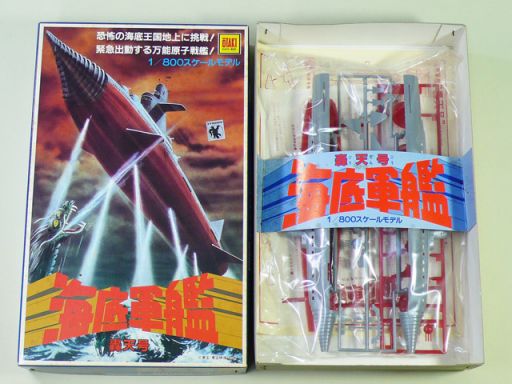 恐怖の海底王国地上に挑戦!
緊急出動する万能原子戦艦!
1/800スケールモデル
OTAKI
海底軍艦
轟天号
轟天号
海底軍艦
1/800スケールモデル